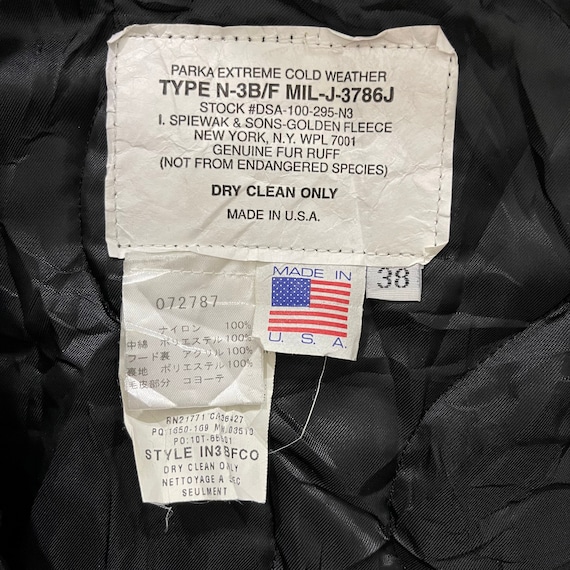 PARKA EXTREME COLD WEATHER
TYPE N-3B/F MIL-J-3786J
STOCK #DSA-100-295-N3
I. SPIEWAK & SONS-GOLDEN FLEECE
NEW YORK, N.Y. WPL 7001
GENUINE FUR RUFF
(NOT FROM ENDANGERED SPECIES)
DRY CLEAN ONLY
MADE IN U.S.A.
MADE IN
U. S. A.
38
072787
ナイロン 100%
中綿 ポリエステル 100%
フード裏 アクリル 100%
裏地 ポリエステル 100%
毛皮部分 コヨーテ
RN21771
STYLE IN3BFCO
DRY CLEAN ONLY
NETTOYAGE A SEC
SEULMENT